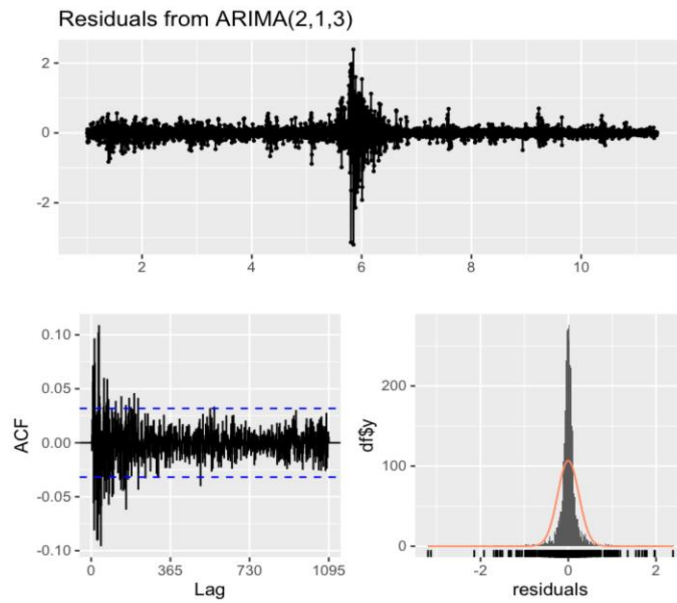 Residuals from ARIMA(2,1,3)
2
0
-2
2 4 6 8 10
0.10
0.05
0.00
-0.05
-0.10
ACF
0 365 730 1095
Lag
200
100
0
df$y
-2 0 2
residuals